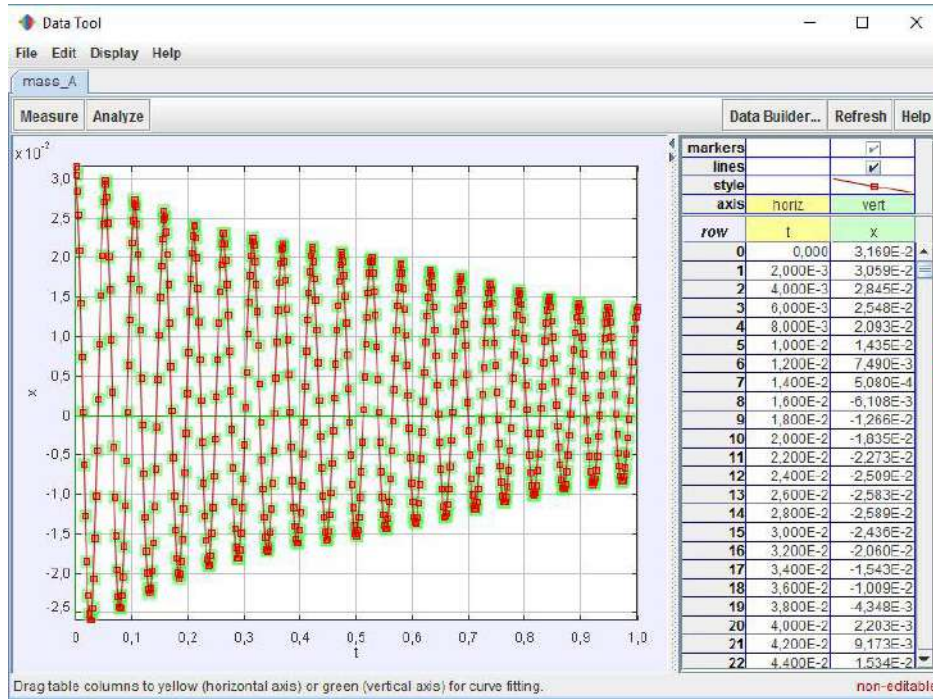 Data Tool
File Edit Display Help
mass_A
Measure Analyze Data Builder... Refresh Help
x10⁻²
3,0
2,5
2,0
1,5
1,0
0,5
0
-0,5
-1,0
-1,5
-2,0
-2,5
x
0 0,1 0,2 0,3 0,4 0,5 0,6 0,7 0,8 0,9 1,0
t
markers
lines
style
axis horiz vert
row t x
0 0,000 3,169E-2
1 2,000E-3 3,059E-2
2 4,000E-3 2,845E-2
3 6,000E-3 2,548E-2
4 8,000E-3 2,093E-2
5 1,000E-2 1,435E-2
6 1,200E-2 7,490E-3
7 1,400E-2 5,080E-4
8 1,600E-2 -6,108E-3
9 1,800E-2 -1,266E-2
10 2,000E-2 -1,835E-2
11 2,200E-2 -2,273E-2
12 2,400E-2 -2,509E-2
13 2,600E-2 -2,583E-2
14 2,800E-2 -2,589E-2
15 3,000E-2 -2,436E-2
16 3,200E-2 -2,060E-2
17 3,400E-2 -1,543E-2
18 3,600E-2 -1,009E-2
19 3,800E-2 -4,348E-3
20 4,000E-2 2,203E-3
21 4,200E-2 9,173E-3
22 4,400E-2 1,534E-2
Drag table columns to yellow (horizontal axis) or green (vertical axis) for curve fitting. non-editable